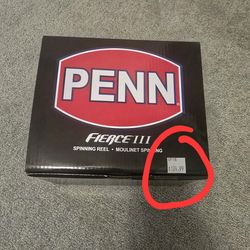 PENN
FIERCE III
SPINNING REEL • MOULINET SPINNING